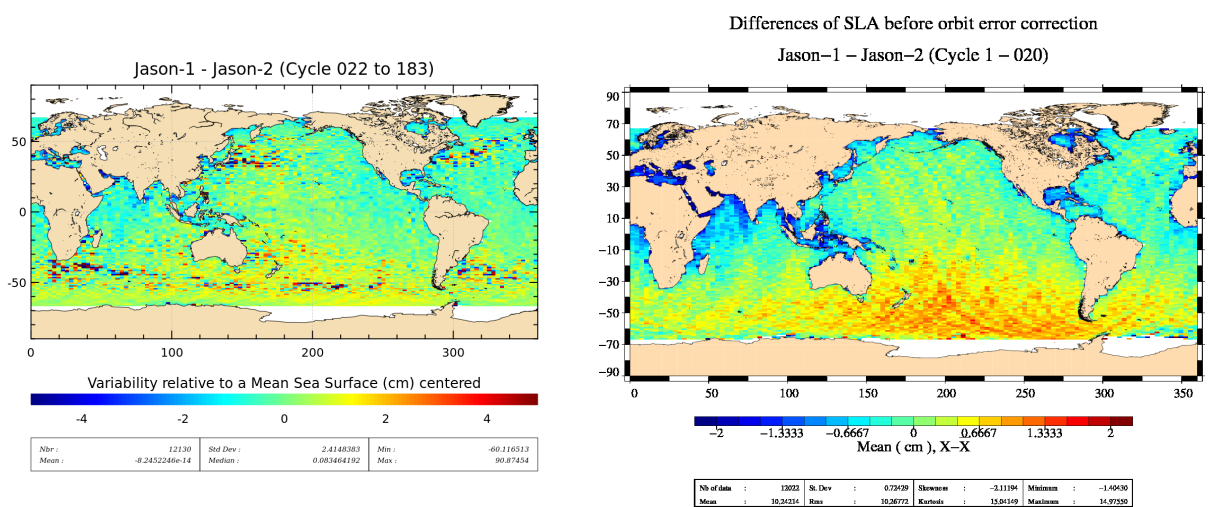 Jason-1 - Jason-2 (Cycle 022 to 183)
50
0
-50
0 100 200 300
Variability relative to a Mean Sea Surface (cm) centered
-4 -2 0 2 4
Nbr : 12130 Std Dev : 2.4148383 Min : -60.116513
Mean : -8.2452246e-14 Median : 0.083464192 Max : 90.87454
Differences of SLA before orbit error correction
Jason−1 − Jason−2 (Cycle 1 − 020)
90
70
50
30
10
−10
−30
−50
−70
−90
0 50 100 150 200 250 300 350
−2 −1.3333 −0.6667 0 0.6667 1.3333 2
Mean ( cm ), X−X
Nb of data : 12022 St. Dev : 0.72429 Skewness : −2.11194 Minimum : −1.40430
Mean : 10.24214 Rms : 10.26772 Kurtosis : 15.04149 Maximum : 14.97550